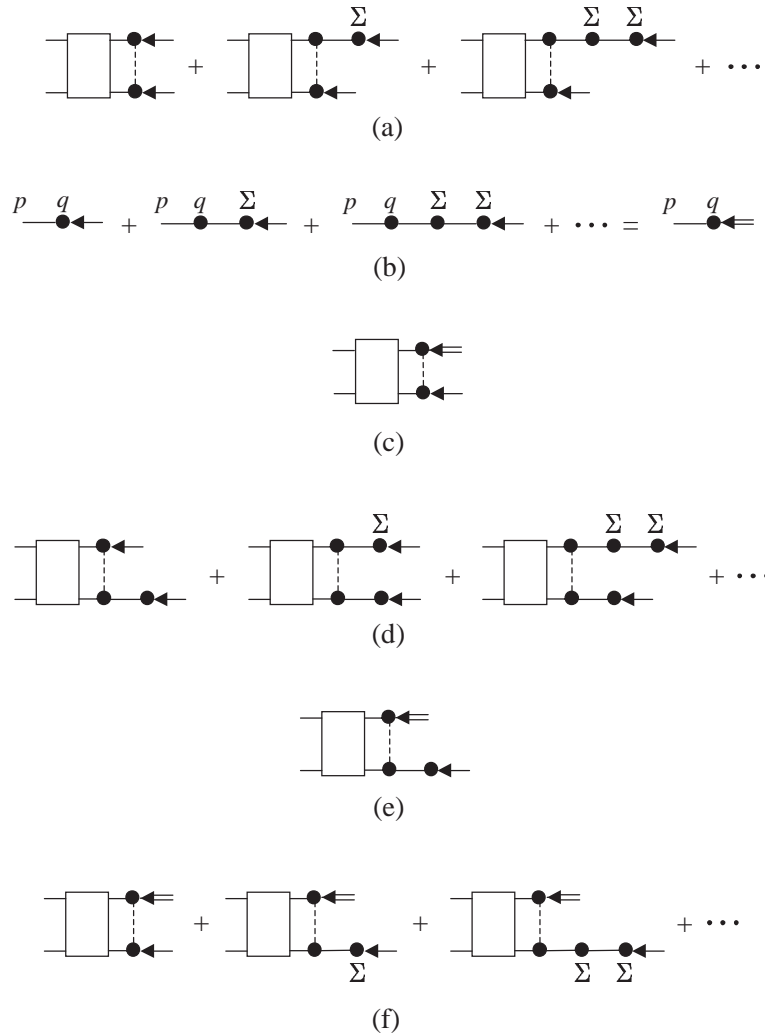 Σ Σ Σ
+ + + ···
(a)
p q p q Σ p q Σ Σ p q
+ + + ··· =
(b)
(c)
Σ Σ Σ
+ + + ···
(d)
(e)
+ + + ···
Σ Σ Σ
(f)